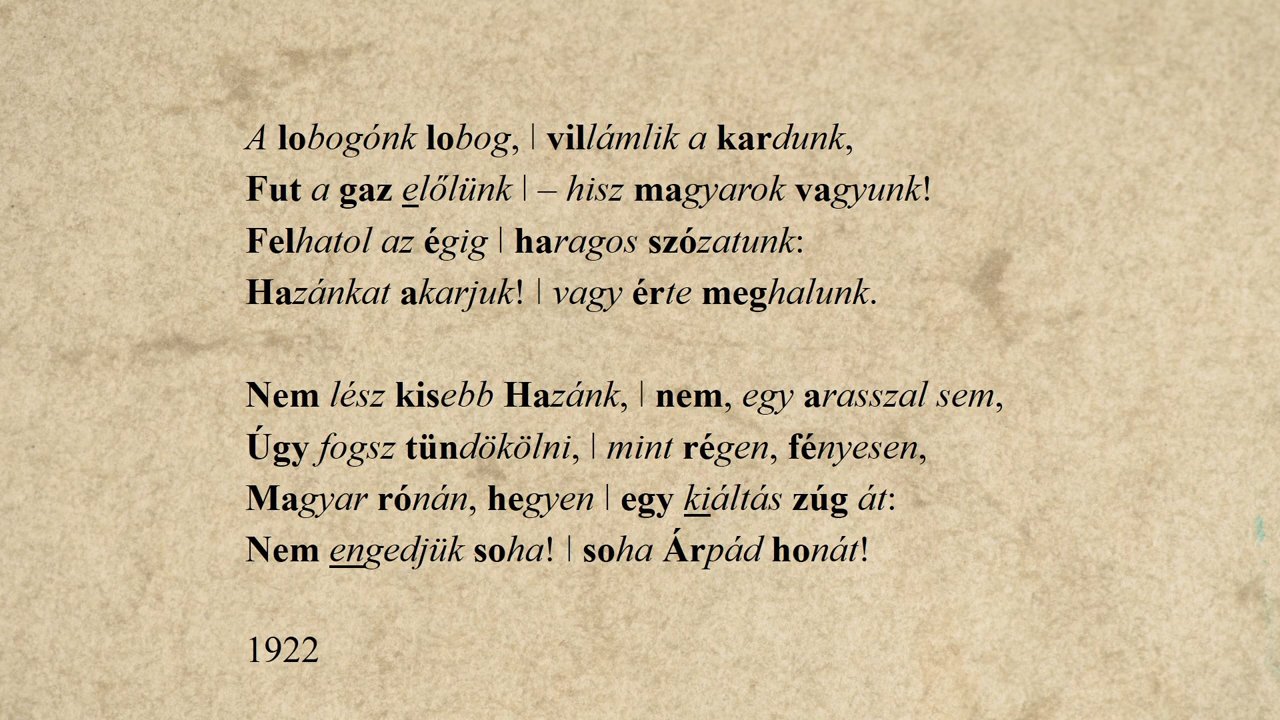 A lobogónk lobog, | villámlik a kardunk,
Fut a gaz előlünk | – hisz magyarok vagyunk!
Felhatol az égig | haragos szózatunk:
Hazánkat akarjuk! | vagy érte meghalunk.
Nem lész kisebb Hazánk, | nem, egy arasszal sem,
Úgy fogsz tündökölni, | mint régen, fényesen,
Magyar rónán, hegyen | egy kiáltás zúg át:
Nem engedjük soha! | soha Árpád honát!
1922